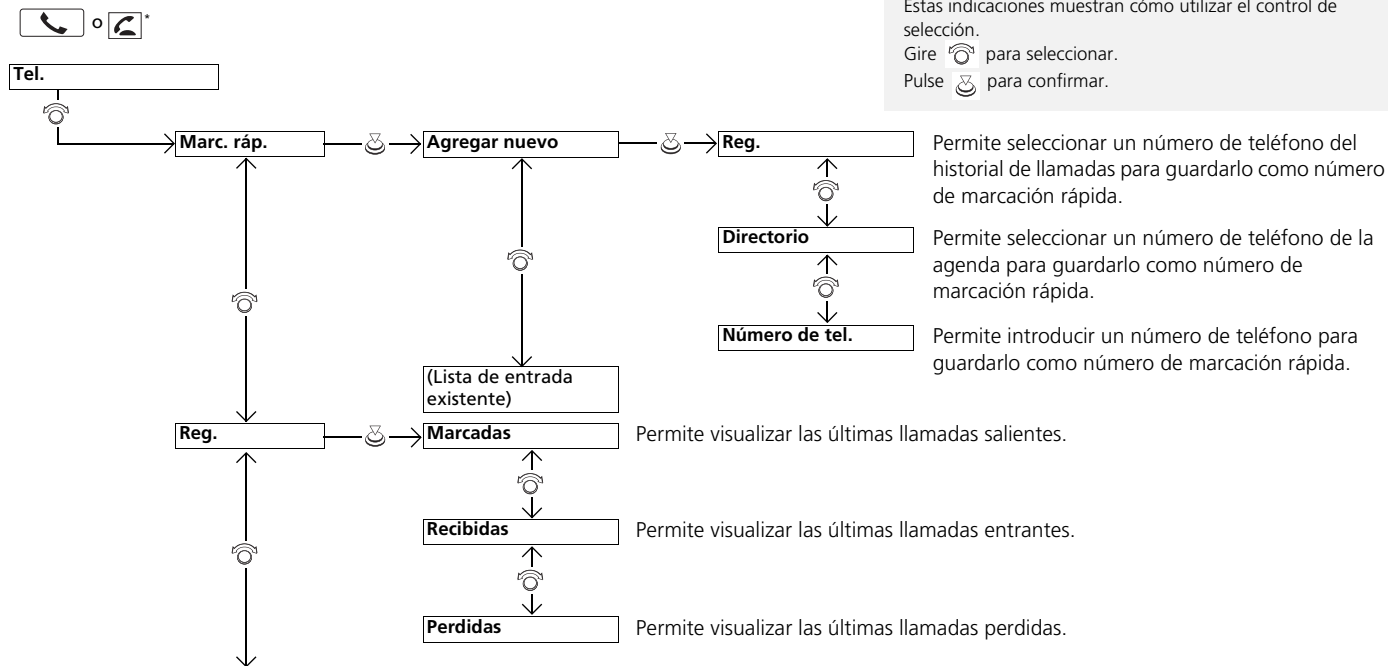 o *
Estas indicaciones muestran cómo utilizar el control de
selección.
Gire para seleccionar.
Pulse para confirmar.
Tel.
Marc. ráp.
Agregar nuevo
Reg.
Permite seleccionar un número de teléfono del
historial de llamadas para guardarlo como número
de marcación rápida.
Directorio
Permite seleccionar un número de teléfono de la
agenda para guardarlo como número de
marcación rápida.
Número de tel.
Permite introducir un número de teléfono para
guardarlo como número de marcación rápida.
(Lista de entrada
existente)
Reg.
Marcadas
Permite visualizar las últimas llamadas salientes.
Recibidas
Permite visualizar las últimas llamadas entrantes.
Perdidas
Permite visualizar las últimas llamadas perdidas.